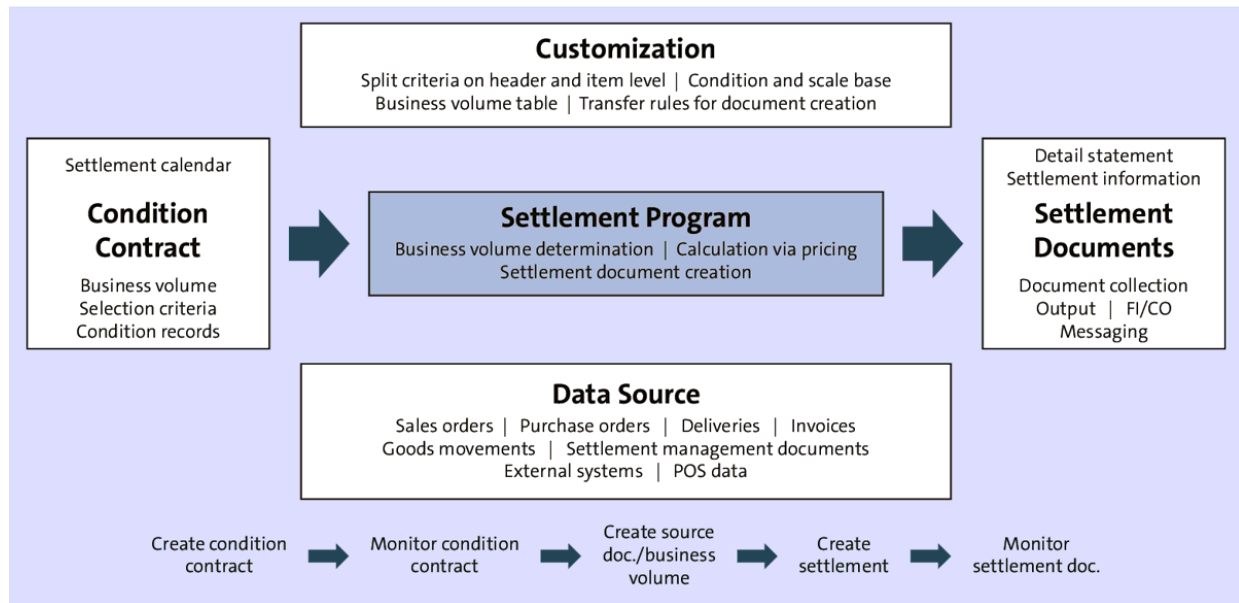 Customization
Split criteria on header and item level | Condition and scale base
Business volume table | Transfer rules for document creation
Settlement calendar
Condition
Contract
Business volume
Selection criteria
Condition records
Settlement Program
Business volume determination | Calculation via pricing
Settlement document creation
Detail statement
Settlement information
Settlement
Documents
Document collection
Output | FI/CO
Messaging
Data Source
Sales orders | Purchase orders | Deliveries | Invoices
Goods movements | Settlement management documents
External systems | POS data
Create condition
contract
Monitor condition
contract
Create source
doc./business
volume
Create
settlement
Monitor
settlement doc.